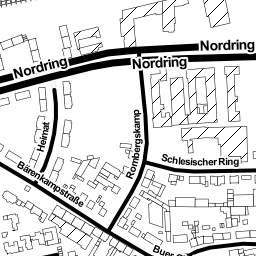 Nordring
Nordring
Nordring
Heimat
Rombergskamp
Schlesischer Ring
Bärenkampstraße
Buer